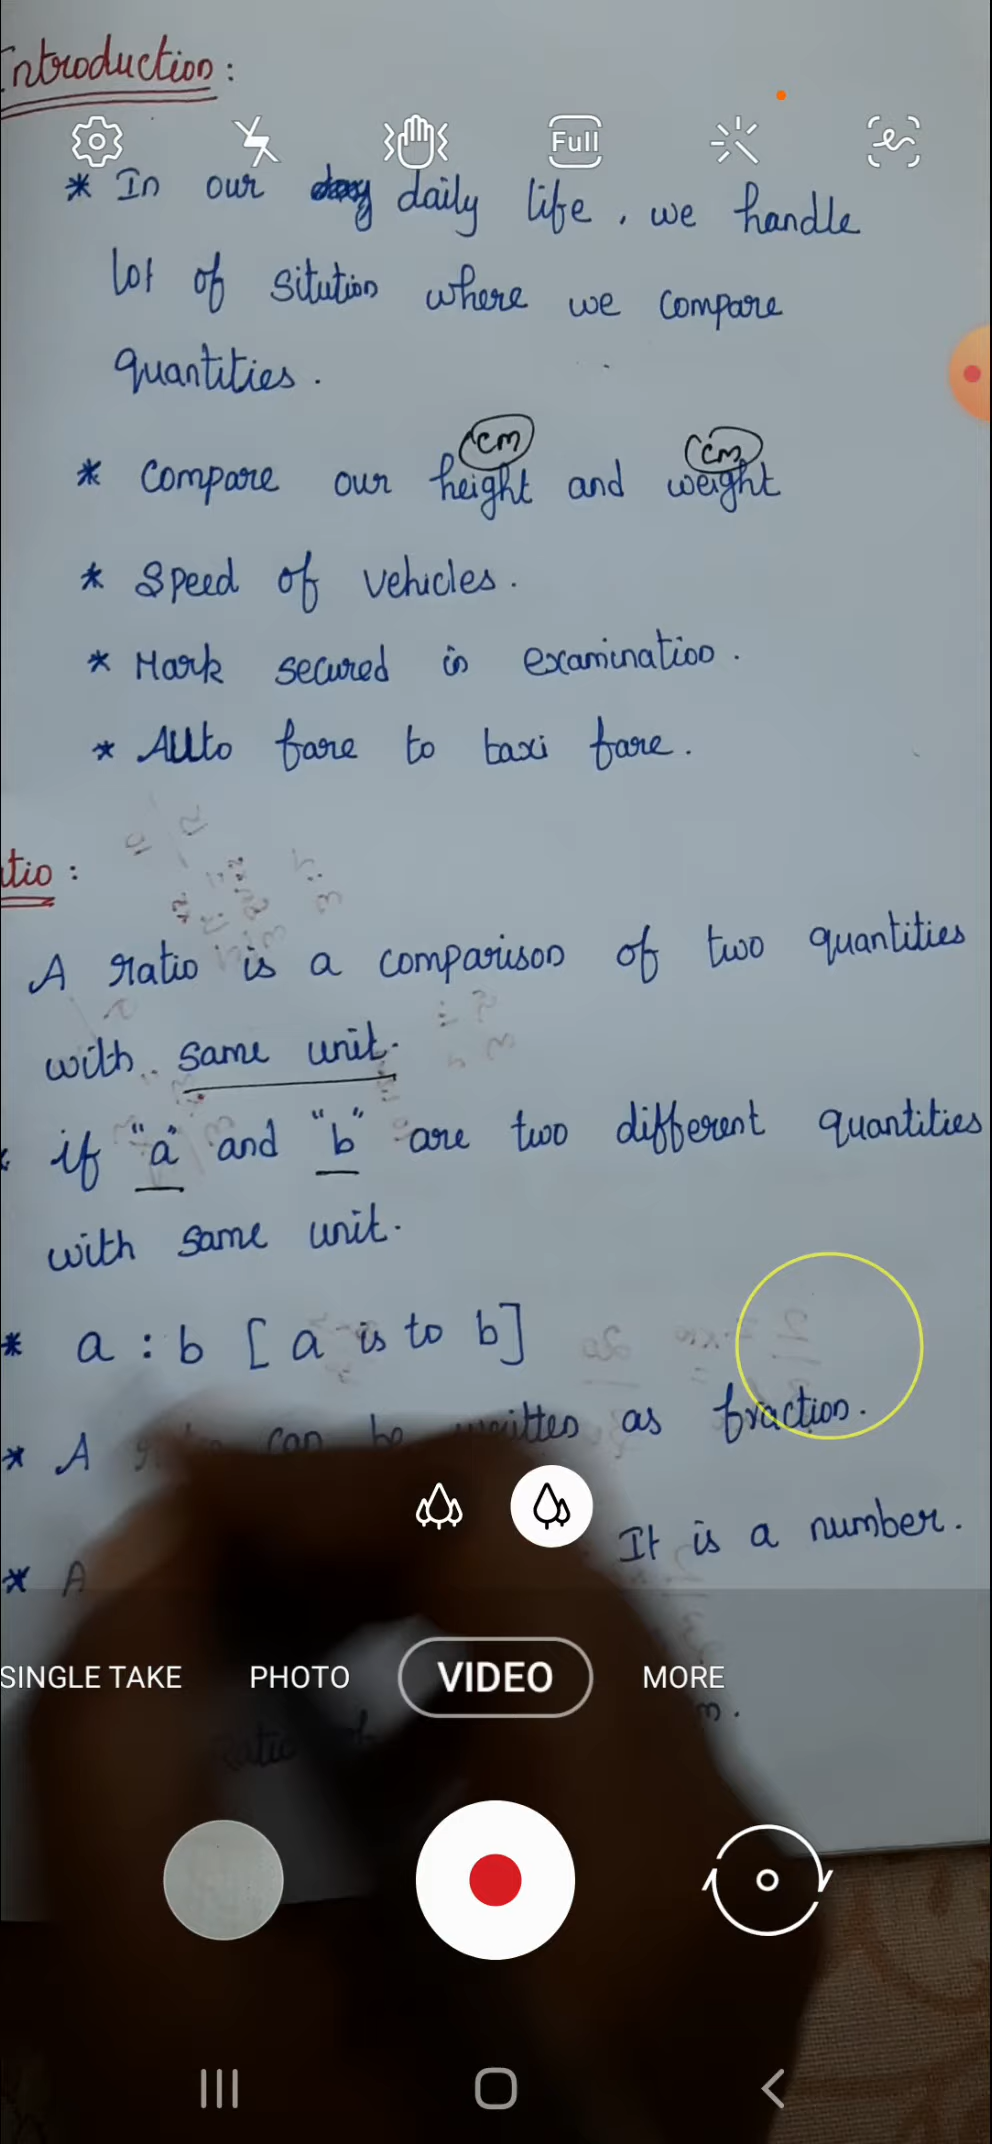 Introduction:
Full
* In our daily life, we handle
lot of sitution where we compare
quantities.
cm cm
* Compare our height and weight
* Speed of vehicles.
* Mark secured in examination.
* Auto fare to taxi fare.
tio :
A ratio is a comparison of two quantities
with same unit.
if "a" and "b" are two different quantities
with same unit.
* a : b [ a is to b]
* A can be written as fraction.
* A It is a number.
SINGLE TAKE PHOTO VIDEO MORE